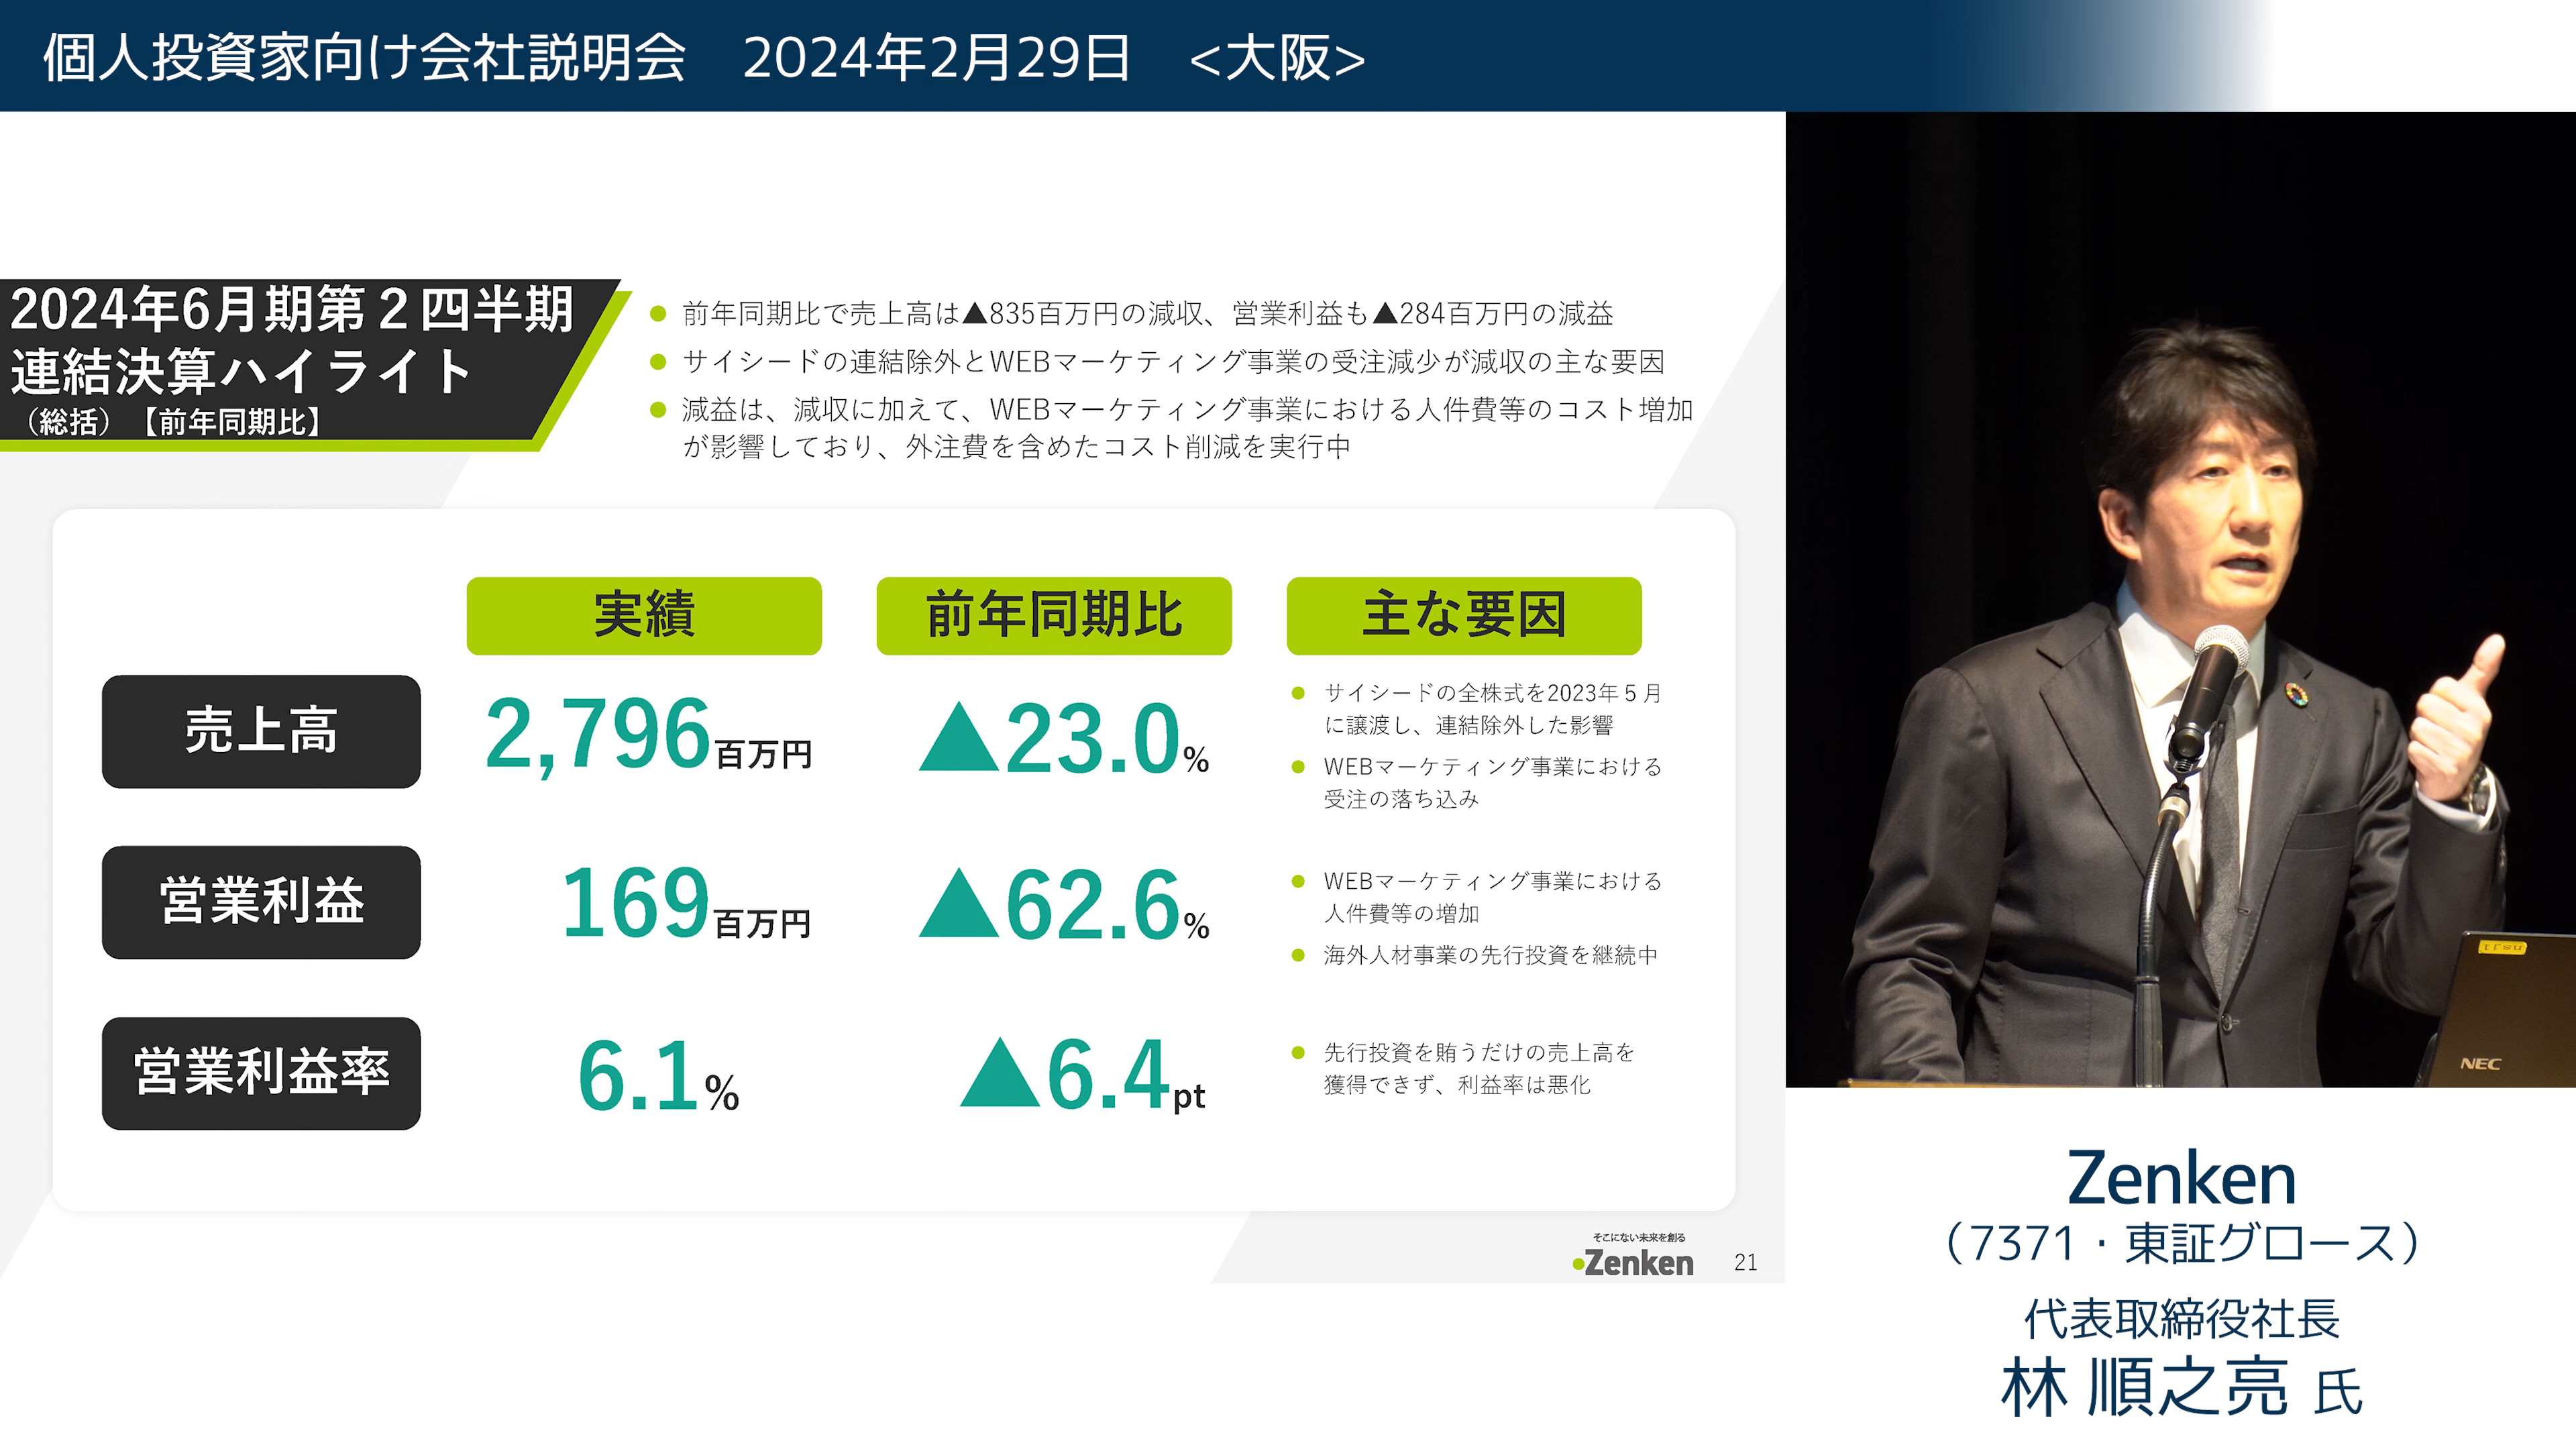 個人投資家向け会社説明会　2024年2月29日　<大阪>
2024年6月期第２四半期
連結決算ハイライト
（総括）【前年同期比】
● 前年同期比で売上高は▲835百万円の減収、営業利益も▲284百万円の減益
● サイシードの連結除外とWEBマーケティング事業の受注減少が減収の主な要因
● 減益は、減収に加えて、WEBマーケティング事業における人件費等のコスト増加
が影響しており、外注費を含めたコスト削減を実行中
実績 前年同期比 主な要因
売上高 2,796百万円 ▲23.0%
● サイシードの全株式を2023年５月
に譲渡し、連結除外した影響
● WEBマーケティング事業における
受注の落ち込み
営業利益 169百万円 ▲62.6%
● WEBマーケティング事業における
人件費等の増加
● 海外人材事業の先行投資を継続中
営業利益率 6.1% ▲6.4pt
● 先行投資を賄うだけの売上高を
獲得できず、利益率は悪化
そこにない未来を創る
Zenken
21
NEC
Zenken
（7371・東証グロース）
代表取締役社長
林 順之亮 氏